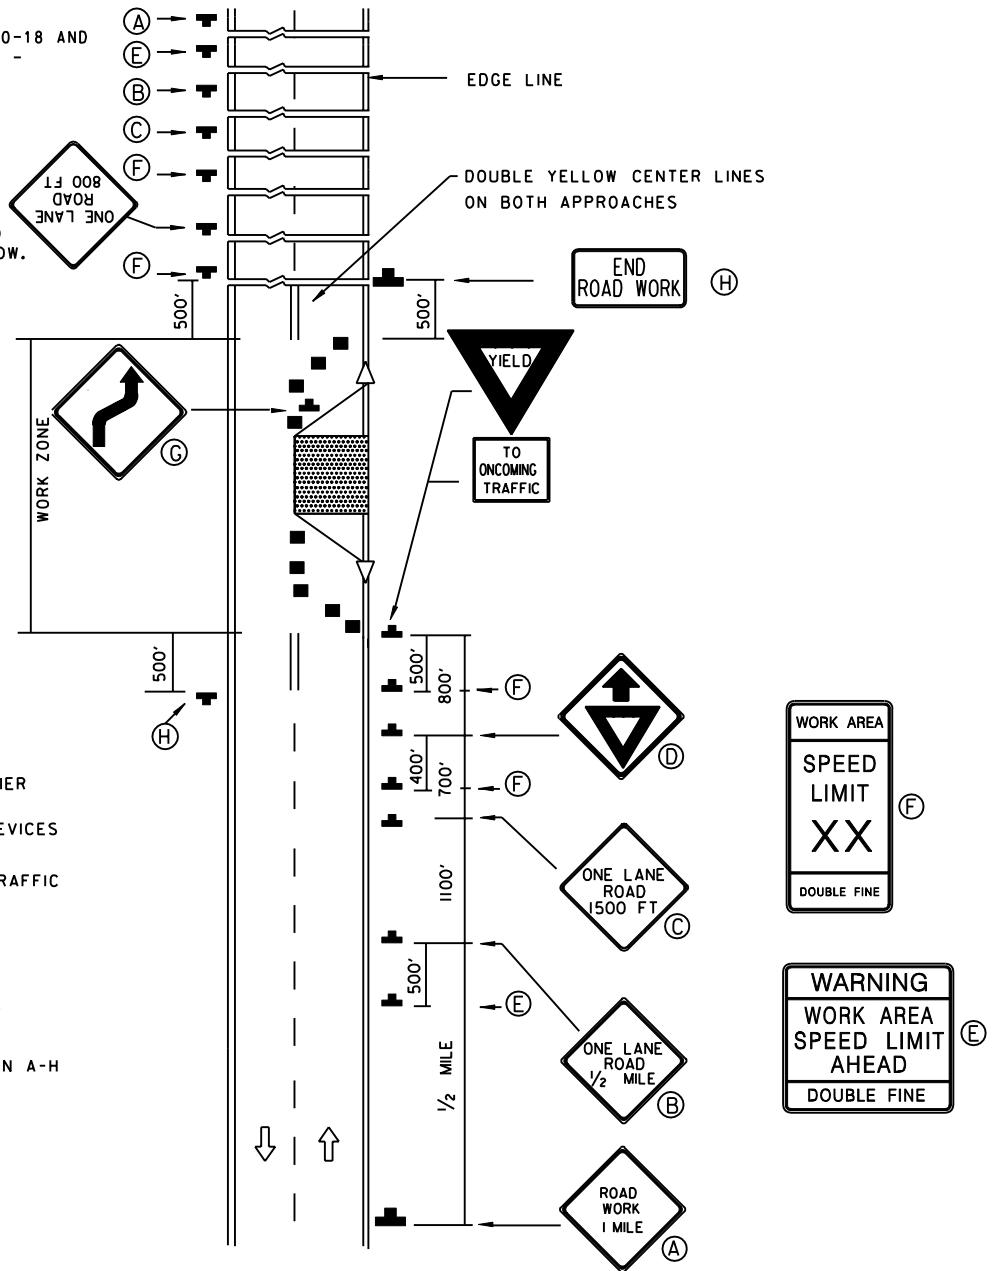 A
0-18 AND
E
EDGE LINE
B
C
F
ONE LANE
ROAD
800 FT
DOUBLE YELLOW CENTER LINES
ON BOTH APPROACHES
OW.
F
END
ROAD WORK
H
500'
500'
YIELD
TO
ONCOMING
TRAFFIC
G
WORK ZONE
500'
H
500'
800'
F
D
400'
700'
F
WORK AREA
SPEED
LIMIT
XX
DOUBLE FINE
F
EVICES
RAFFIC
1100'
ONE LANE
ROAD
1500 FT
C
500'
E
WARNING
WORK AREA
SPEED LIMIT
AHEAD
DOUBLE FINE
E
N A-H
1/2 MILE
ONE LANE
ROAD
1/2 MILE
B
ROAD
WORK
1 MILE
A